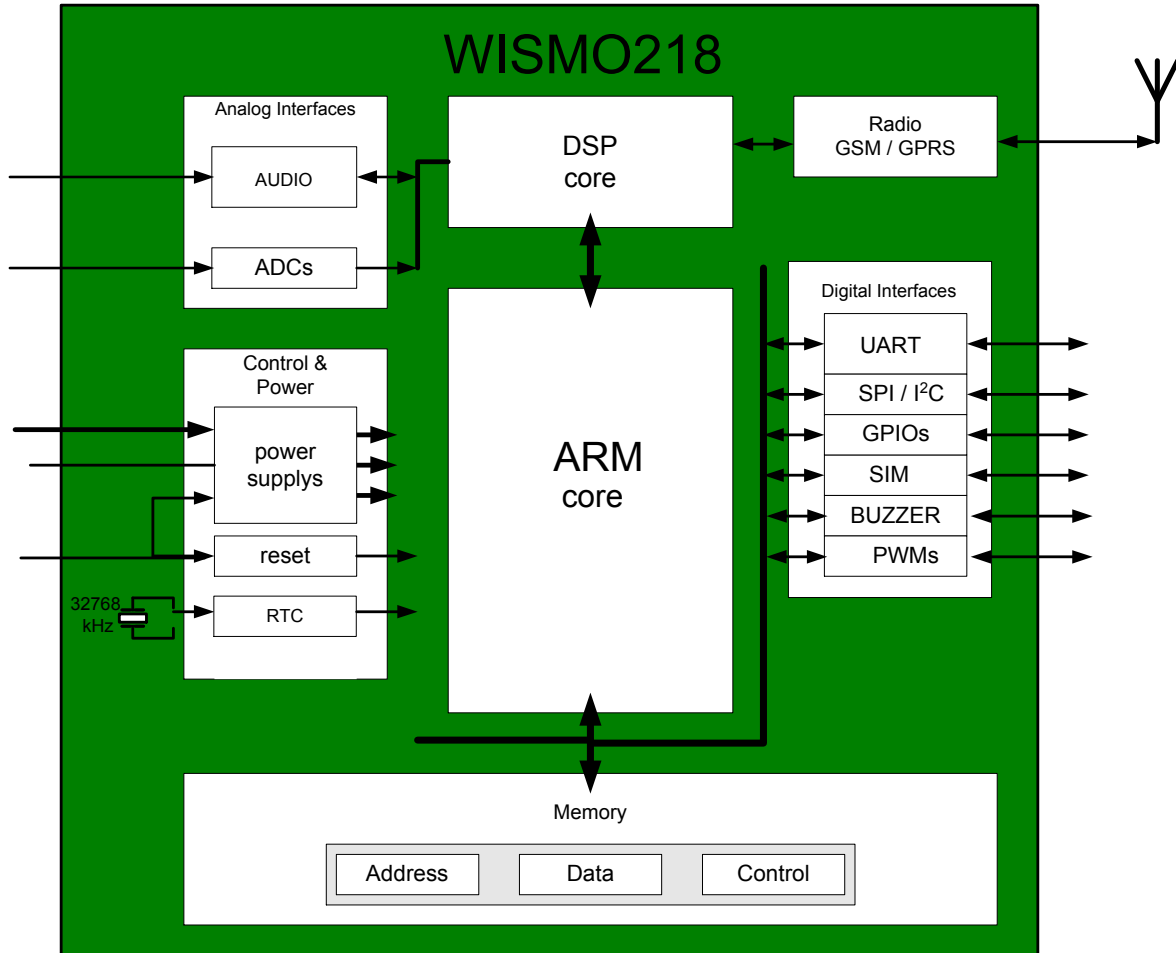 WISMO218
Analog Interfaces
AUDIO
ADCs
DSP
core
Radio
GSM / GPRS
Control &
Power
power
supplys
reset
32768
kHz
RTC
ARM
core
Digital Interfaces
UART
SPI / I²C
GPIOs
SIM
BUZZER
PWMs
Memory
Address
Data
Control